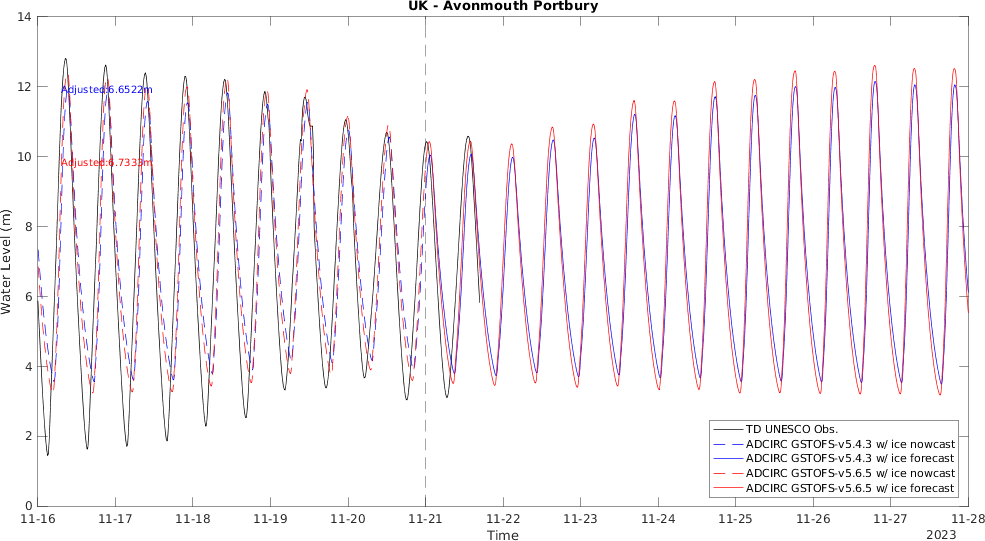 UK - Avonmouth Portbury
14
12
10
8
6
4
2
0
Water Level (m)
Adjusted:6.6522m
Adjusted:6.7333m
TD UNESCO Obs.
ADCIRC GSTOFS-v5.4.3 w/ ice nowcast
ADCIRC GSTOFS-v5.4.3 w/ ice forecast
ADCIRC GSTOFS-v5.6.5 w/ ice nowcast
ADCIRC GSTOFS-v5.6.5 w/ ice forecast
11-16 11-17 11-18 11-19 11-20 11-21 11-22 11-23 11-24 11-25 11-26 11-27 11-28
Time
2023